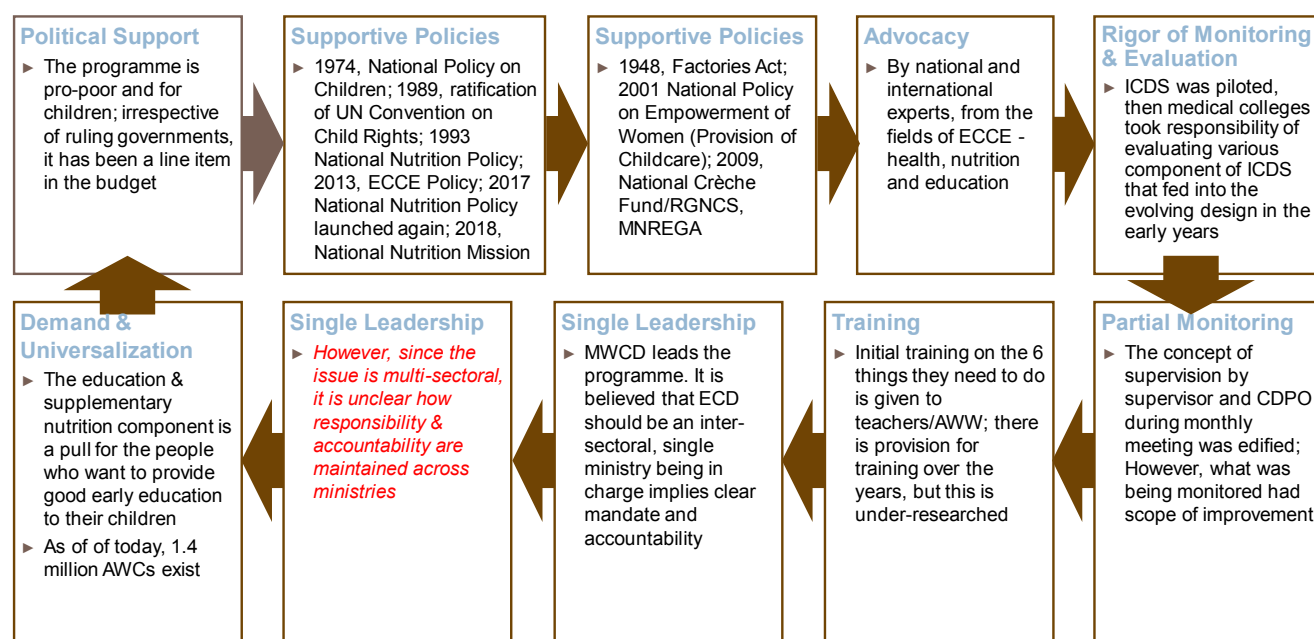 Political Support
► The programme is
pro-poor and for
children; irrespective
of ruling governments,
it has been a line item
in the budget
Supportive Policies
► 1974, National Policy on
Children; 1989, ratification
of UN Convention on
Child Rights; 1993
National Nutrition Policy;
2013, ECCE Policy; 2017
National Nutrition Policy
launched again; 2018,
National Nutrition Mission
Supportive Policies
► 1948, Factories Act;
2001 National Policy
on Empowerment of
Women (Provision of
Childcare); 2009,
National Crèche
Fund/RGNCS,
MNREGA
Advocacy
► By national and
international
experts, from the
fields of ECCE -
health, nutrition
and education
Rigor of Monitoring
& Evaluation
► ICDS was piloted,
then medical colleges
took responsibility of
evaluating various
component of ICDS
that fed into the
evolving design in the
early years
Partial Monitoring
► The concept of
supervision by
supervisor and CDPO
during monthly
meeting was edified;
However, what was
being monitored had
scope of improvement
Training
► Initial training on the 6
things they need to do
is given to
teachers/AWW; there
is provision for
training over the
years, but this is
under-researched
Single Leadership
► MWCD leads the
programme. It is
believed that ECD
should be an inter-
sectoral, single
ministry being in
charge implies clear
mandate and
accountability
Single Leadership
► However, since the
issue is multi-sectoral,
it is unclear how
responsibility &
accountability are
maintained across
ministries
Demand &
Universalization
► The education &
supplementary
nutrition component is
a pull for the people
who want to provide
good early education
to their children
► As of of today, 1.4
million AWCs exist